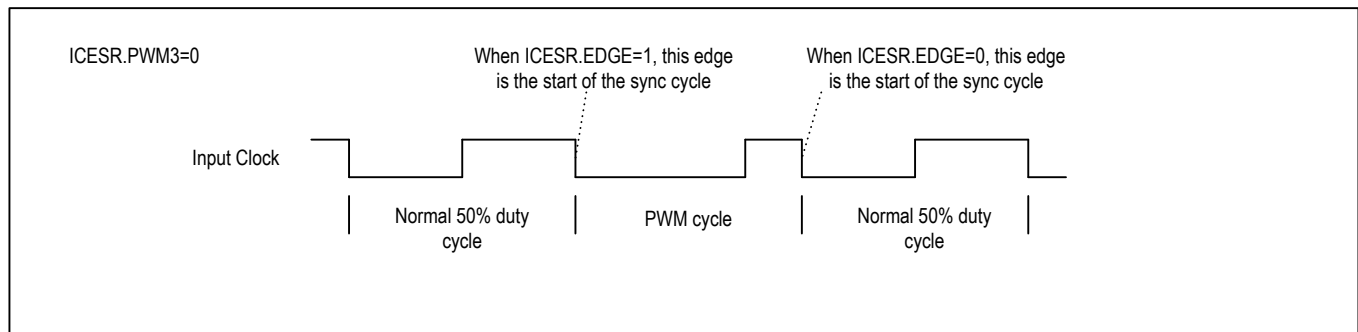 ICESR.PWM3=0
When ICESR.EDGE=1, this edge
is the start of the sync cycle
When ICESR.EDGE=0, this edge
is the start of the sync cycle
Input Clock
Normal 50% duty
cycle
PWM cycle
Normal 50% duty
cycle